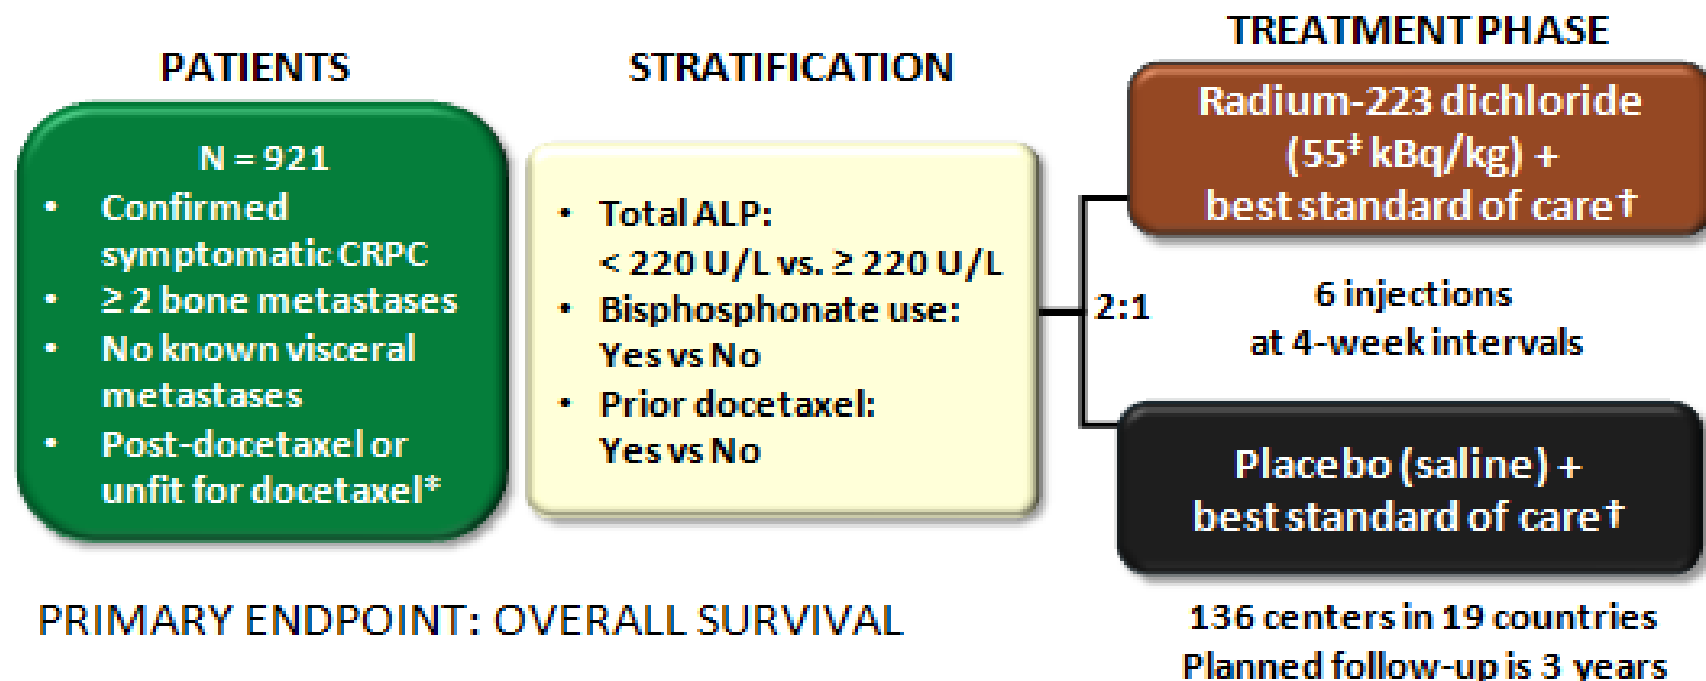 PATIENTS
N = 921
• Confirmed
symptomatic CRPC
• ≥ 2 bone metastases
• No known visceral
metastases
• Post-docetaxel or
unfit for docetaxel*
STRATIFICATION
• Total ALP:
< 220 U/L vs. ≥ 220 U/L
• Bisphosphonate use:
Yes vs No
• Prior docetaxel:
Yes vs No
2:1
TREATMENT PHASE
Radium-223 dichloride
(55‡ kBq/kg) +
best standard of care†
6 injections
at 4-week intervals
Placebo (saline) +
best standard of care†
136 centers in 19 countries
Planned follow-up is 3 years
PRIMARY ENDPOINT: OVERALL SURVIVAL